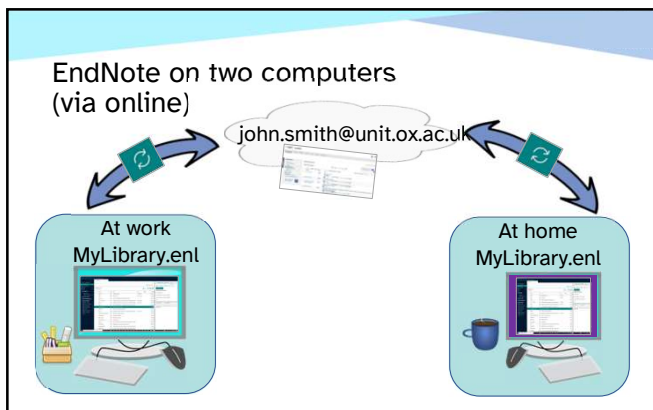 EndNote on two computers
(via online)
john.smith@unit.ox.ac.uk
At work
MyLibrary.enl
At home
MyLibrary.enl